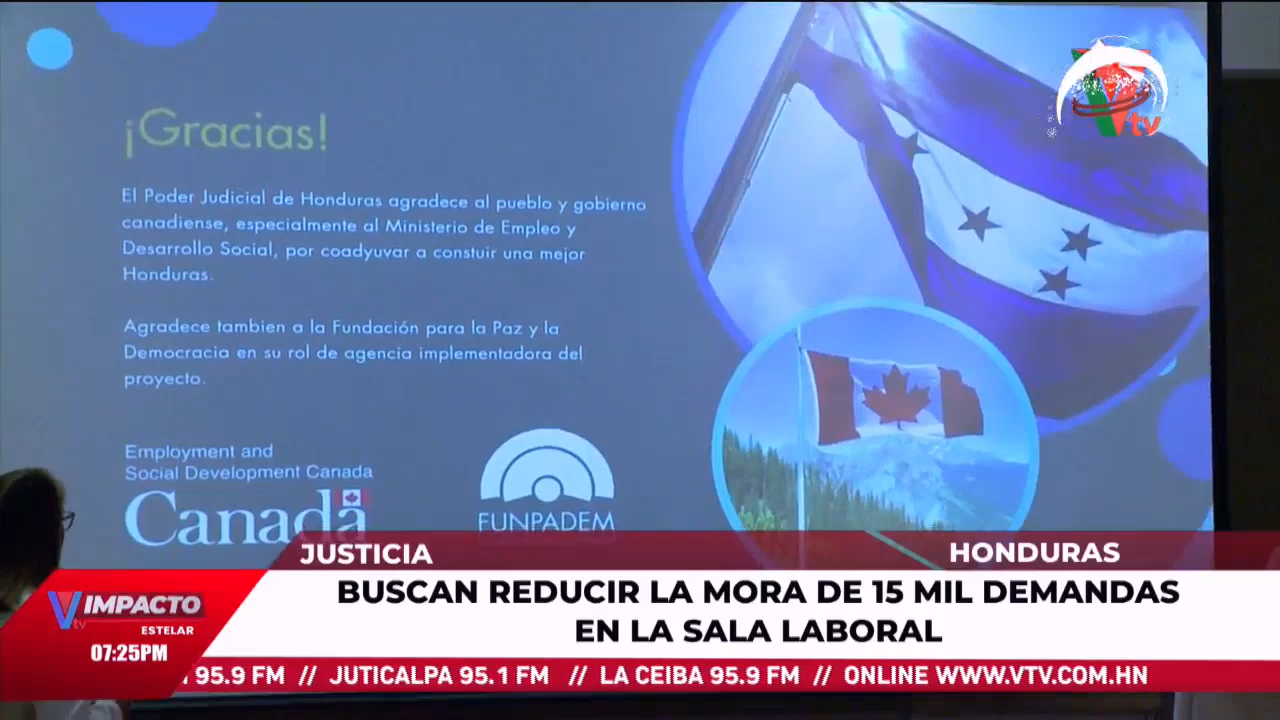 ¡Gracias!
El Poder Judicial de Honduras agradece al pueblo y gobierno
canadiense, especialmente al Ministerio de Empleo y
Desarrollo Social, por coadyuvar a constuir una mejor
Honduras.
Agradece tambien a la Fundación para la Paz y la
Democracia en su rol de agencia implementadora del
proyecto.
Employment and
Social Development Canada
Canada
FUNPADEM
Vtv
JUSTICIA
HONDURAS
BUSCAN REDUCIR LA MORA DE 15 MIL DEMANDAS
EN LA SALA LABORAL
Vtv IMPACTO
ESTELAR
07:25PM
95.9 FM // JUTICALPA 95.1 FM // LA CEIBA 95.9 FM // ONLINE WWW.VTV.COM.HN